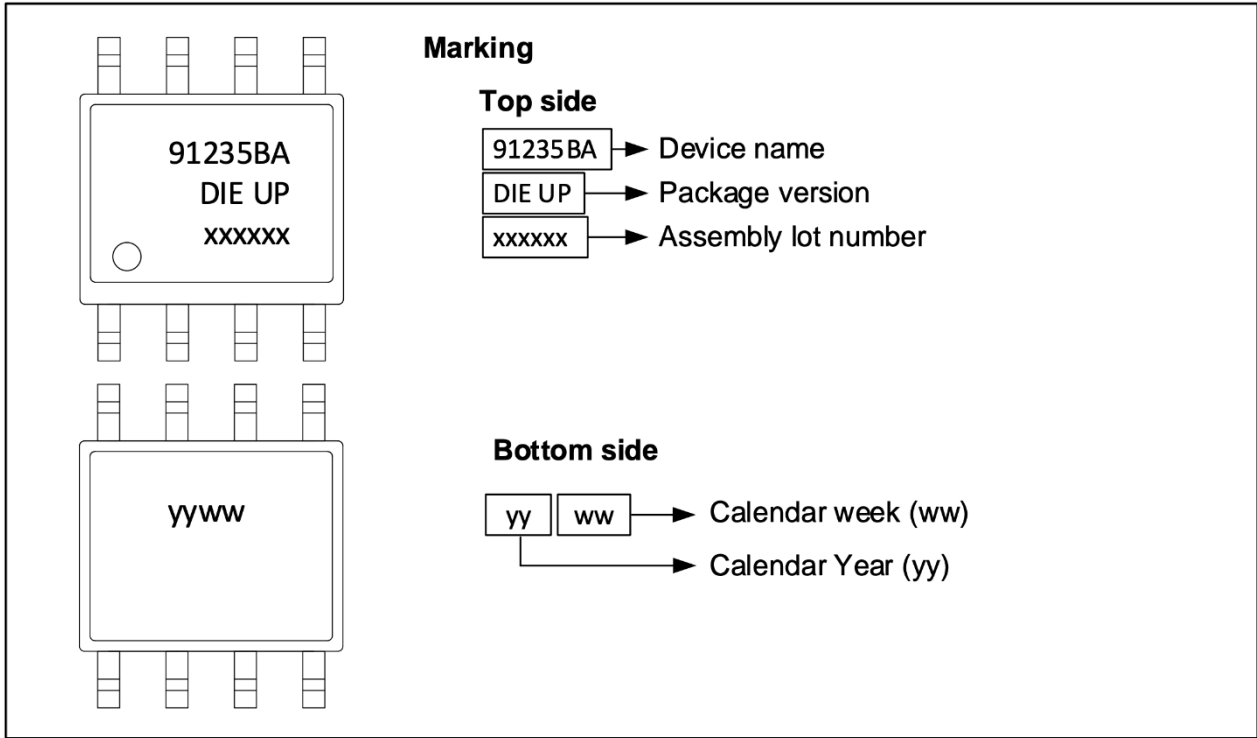 Marking
Top side
91235BA
DIE UP
xxxxxx
91235BA Device name
DIE UP Package version
xxxxxx Assembly lot number
Bottom side
yyww
yy ww Calendar week (ww)
Calendar Year (yy)